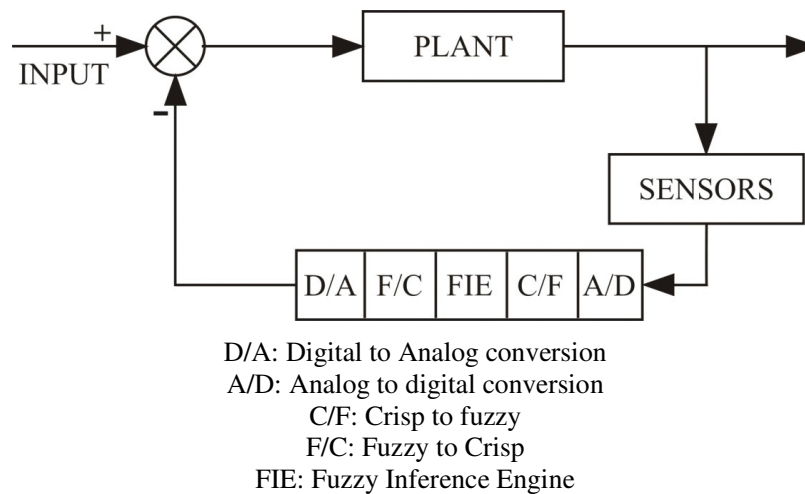 +
INPUT
PLANT
-
SENSORS
D/A F/C FIE C/F A/D
D/A: Digital to Analog conversion
A/D: Analog to digital conversion
C/F: Crisp to fuzzy
F/C: Fuzzy to Crisp
FIE: Fuzzy Inference Engine